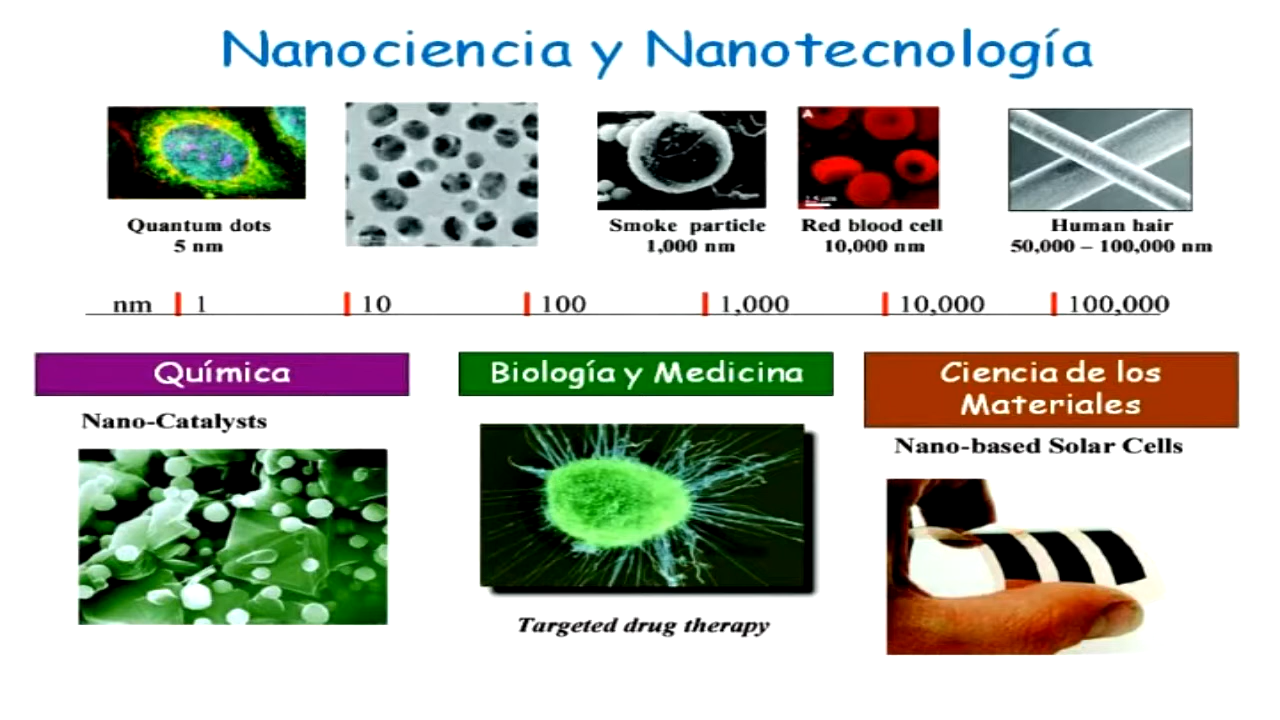 Nanociencia y Nanotecnología
A
Quantum dots
5 nm
Smoke particle
1,000 nm
Red blood cell
10,000 nm
Human hair
50,000 – 100,000 nm
nm 1 10 100 1,000 10,000 100,000
Química
Biología y Medicina
Ciencia de los
Materiales
Nano-Catalysts
Nano-based Solar Cells
Targeted drug therapy